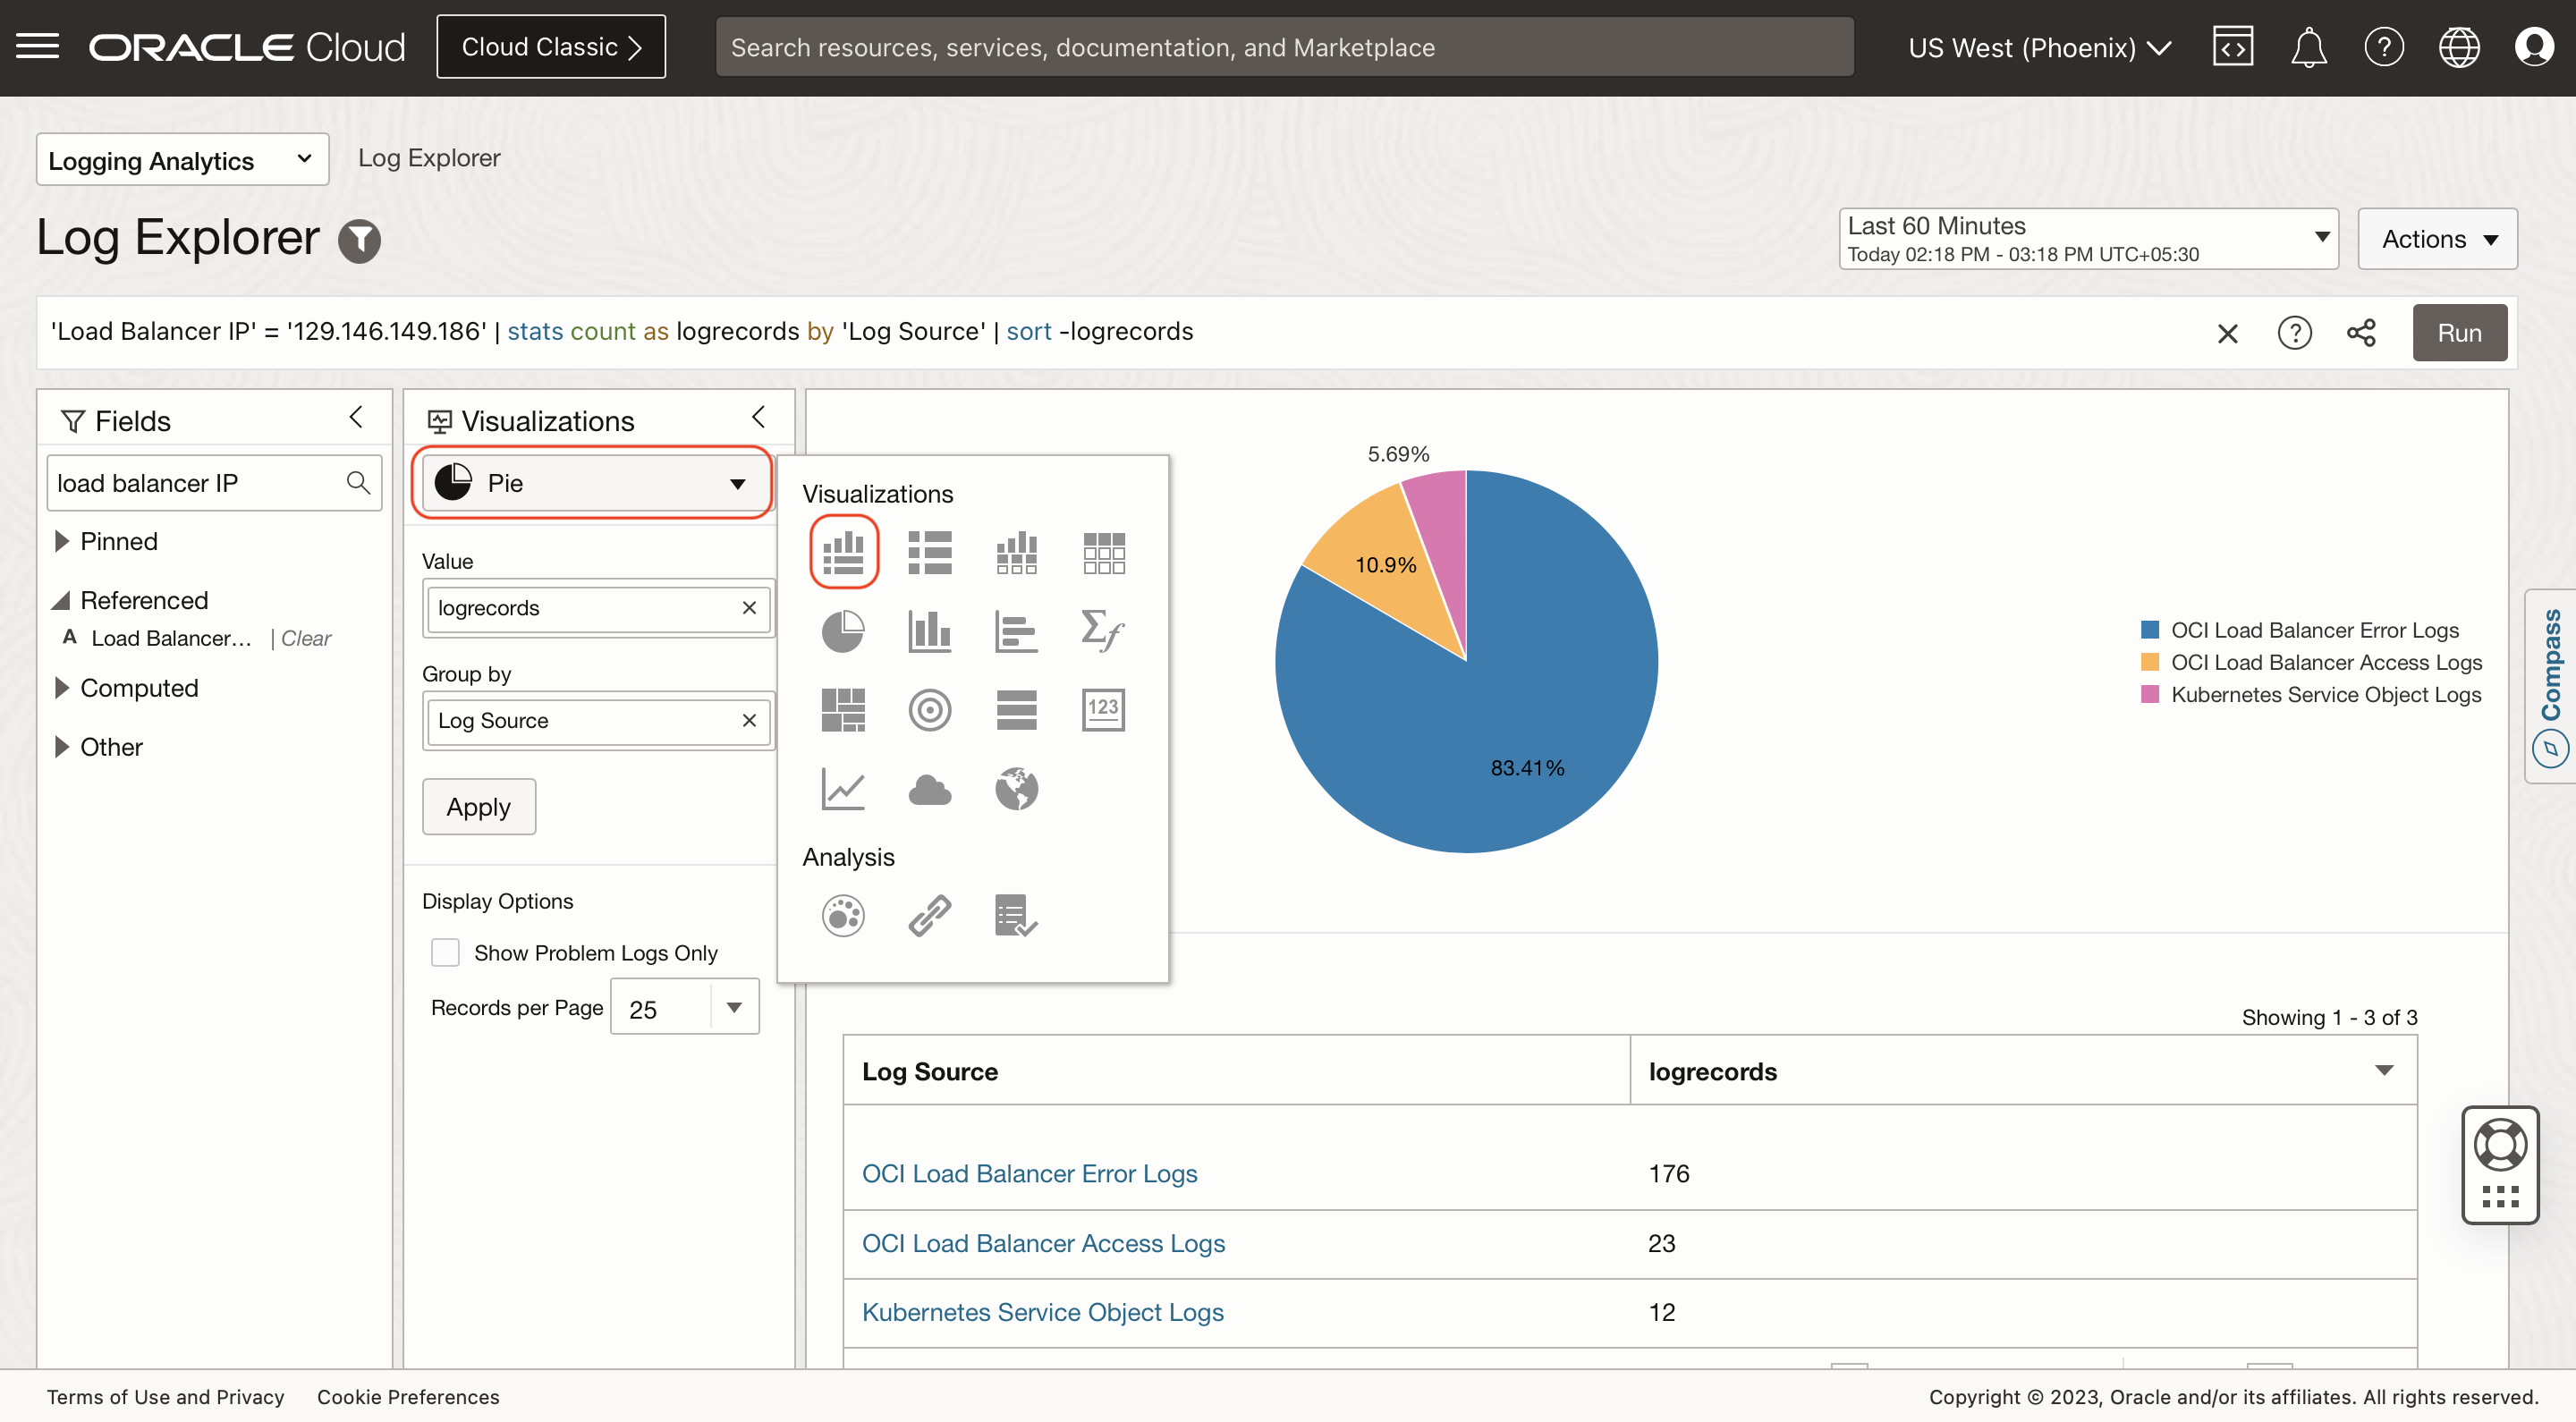 ORACLE Cloud
Cloud Classic
Search resources, services, documentation, and Marketplace
US West (Phoenix)
Logging Analytics
Log Explorer
Log Explorer
Last 60 Minutes
Today 02:18 PM - 03:18 PM UTC+05:30
Actions
'Load Balancer IP' = '129.146.149.186' | stats count as logrecords by 'Log Source' | sort -logrecords
Run
Fields
load balancer IP
Pinned
Referenced
A Load Balancer... | Clear
Computed
Other
Visualizations
Pie
Value
logrecords
Group by
Log Source
Apply
Display Options
Show Problem Logs Only
Records per Page 25
Visualizations
123
Analysis
5.69%
10.9%
83.41%
OCI Load Balancer Error Logs
OCI Load Balancer Access Logs
Kubernetes Service Object Logs
Compass
Showing 1 - 3 of 3
Log Source logrecords
OCI Load Balancer Error Logs 176
OCI Load Balancer Access Logs 23
Kubernetes Service Object Logs 12
Terms of Use and Privacy Cookie Preferences
Copyright © 2023, Oracle and/or its affiliates. All rights reserved.